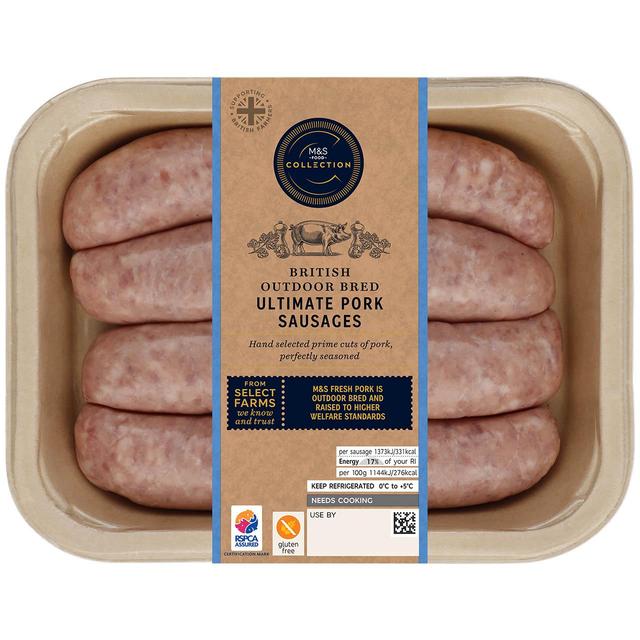 SUPPORTING
BRITISH FARMERS
M&S
FOOD
COLLECTION
BRITISH
OUTDOOR BRED
ULTIMATE PORK
SAUSAGES
Hand selected prime cuts of pork,
perfectly seasoned
FROM
SELECT
FARMS
we know
and trust
M&S FRESH PORK IS
OUTDOOR BRED AND
RAISED TO HIGHER
WELFARE STANDARDS
per sausage 1373kJ/331kcal
Energy 17% of your RI
per 100g 1144kJ/276kcal
KEEP REFRIGERATED 0°C to +5°C
NEEDS COOKING
USE BY
RSPCA
ASSURED
CERTIFICATION MARK
gluten
free